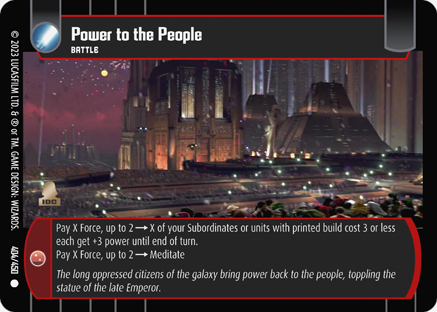 Power to the People
BATTLE
IDC
Pay X Force, up to 2 → X of your Subordinates or units with printed build cost 3 or less
each get +3 power until end of turn.
Pay X Force, up to 2 → Meditate
The long oppressed citizens of the galaxy bring power back to the people, toppling the
statue of the late Emperor.
© 2023 LUCASFILM LTD. & ® or TM. GAME DESIGN: WIZARDS.